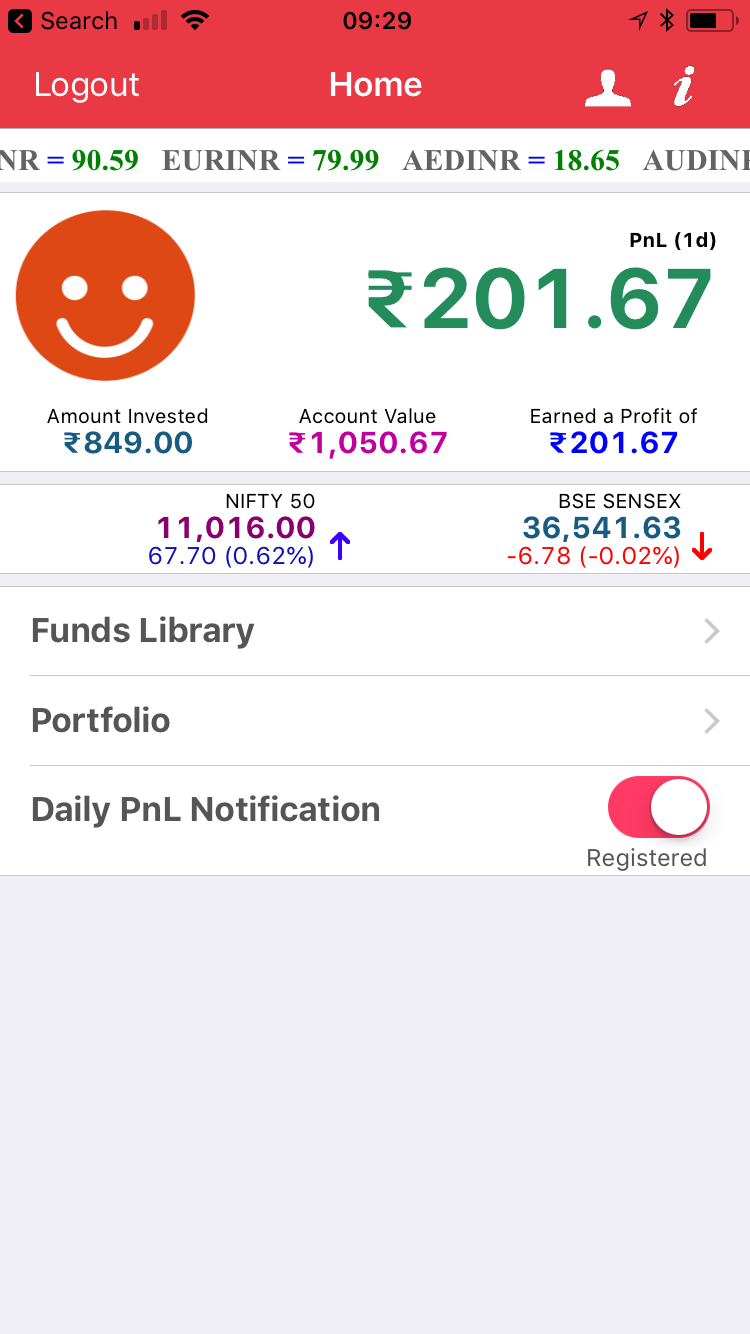 Search 09:29
Logout Home i
NR = 90.59 EURINR = 79.99 AEDINR = 18.65 AUDINR
PnL (1d)
₹201.67
Amount Invested Account Value Earned a Profit of
₹849.00 ₹1,050.67 ₹201.67
NIFTY 50 BSE SENSEX
11,016.00 36,541.63
67.70 (0.62%) -6.78 (-0.02%)
Funds Library
Portfolio
Daily PnL Notification
Registered